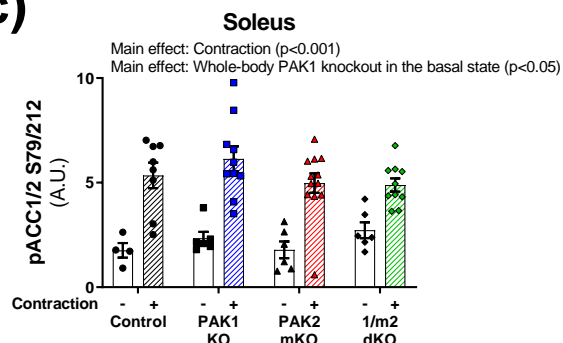 c)
Soleus
Main effect: Contraction (p<0.001)
Main effect: Whole-body PAK1 knockout in the basal state (p<0.05)
pACC1/2 S79/212
(A.U.)
10
5
0
Contraction - + - + - + - +
Control PAK1 PAK2 1/m2
KO mKO dKO